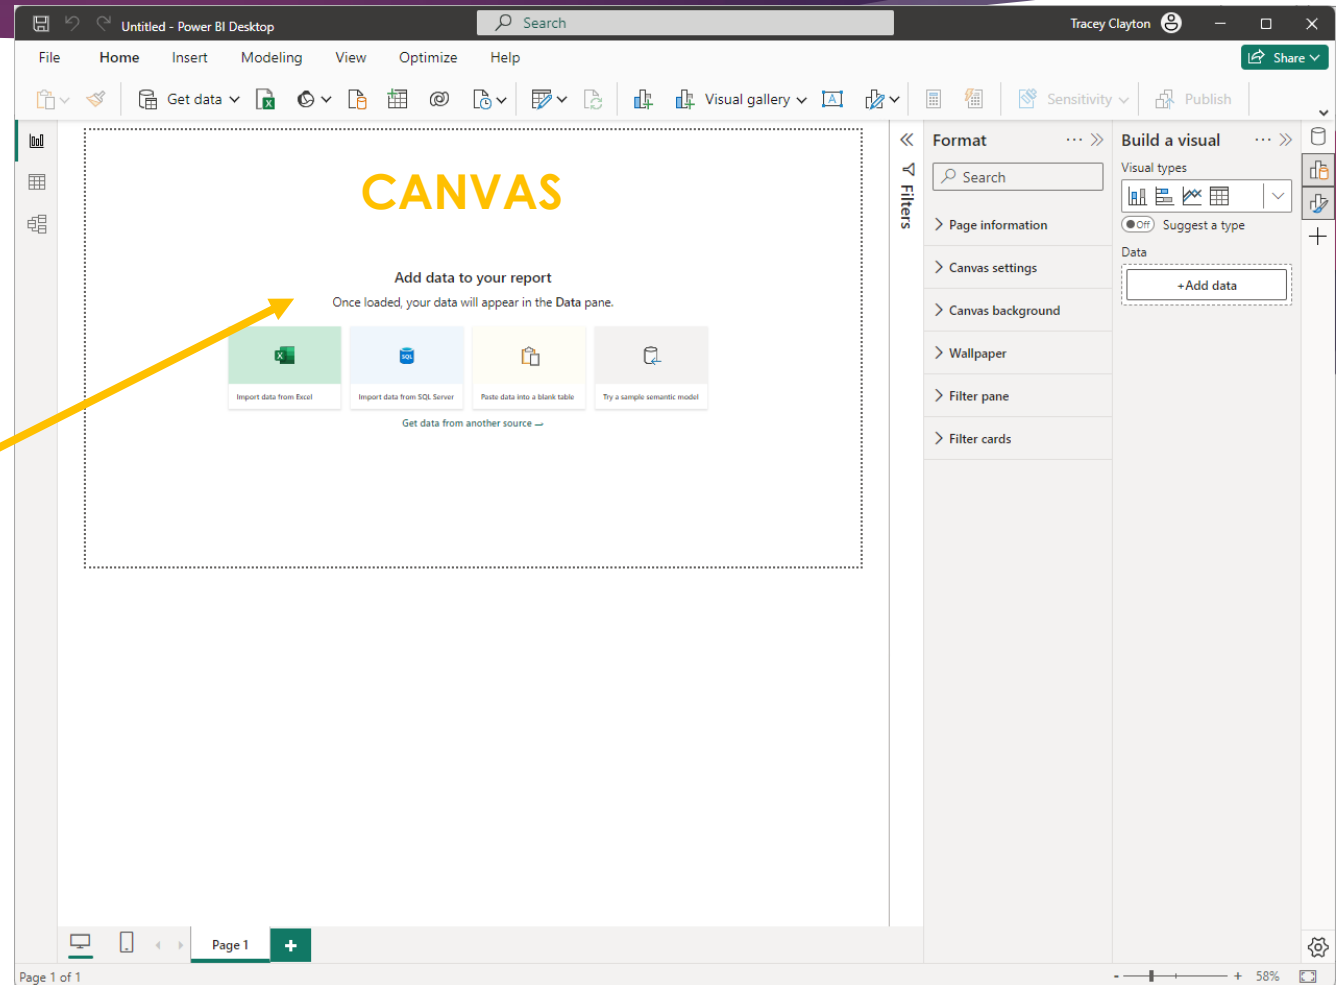 Untitled - Power BI Desktop
Search
Tracey Clayton
File Home Insert Modeling View Optimize Help
Share
Get data
Visual gallery
Sensitivity
Publish
CANVAS
Add data to your report
Once loaded, your data will appear in the Data pane.
Import data from Excel
Import data from SQL Server
Paste data into a blank table
Try a sample semantic model
Get data from another source
Filters
Format
Search
Page information
Canvas settings
Canvas background
Wallpaper
Filter pane
Filter cards
Build a visual
Visual types
Off Suggest a type
Data
+Add data
Page 1
Page 1 of 1
- + 58%